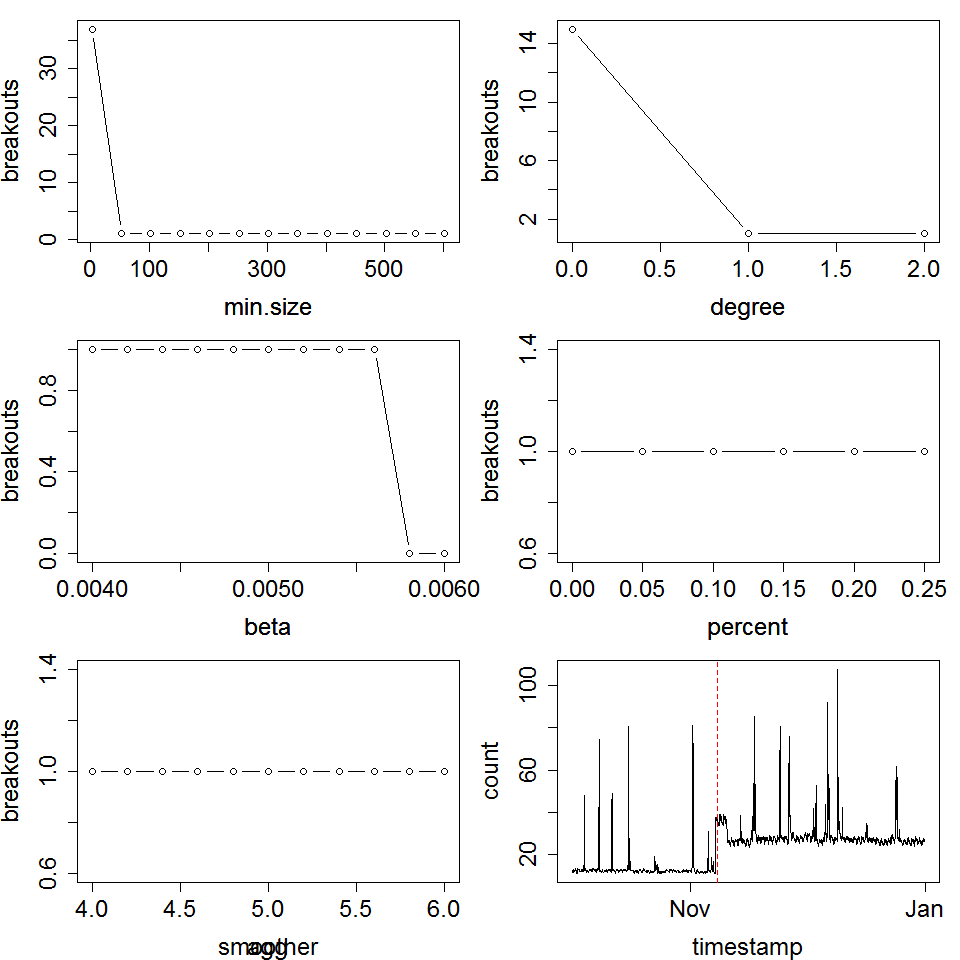 breakouts
0 10 20 30
0 100 300 500
min.size
breakouts
2 6 10 14
0.0 0.5 1.0 1.5 2.0
degree
breakouts
0.0 0.4 0.8
0.0040 0.0050 0.0060
beta
breakouts
0.6 1.0 1.4
0.00 0.05 0.10 0.15 0.20 0.25
percent
breakouts
0.6 1.0 1.4
4.0 4.5 5.0 5.5 6.0
smoother
count
20 60 100
Nov Jan
timestamp